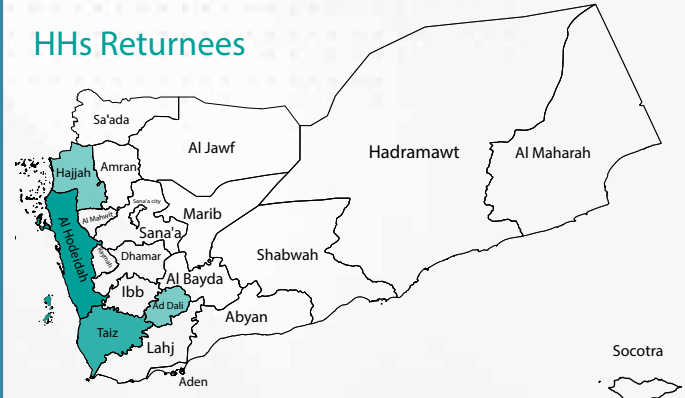 HHs Returnees
Sa'ada
Al Jawf
Hadramawt
Al Maharah
Hajjah
Amran
Sana'a city
Marib
Al Mahwit
Sana'a
Al Hodeidah
Raymah
Dhamar
Shabwah
Al Bayda
Ibb
Ad Dali
Abyan
Taiz
Lahj
Aden
Socotra